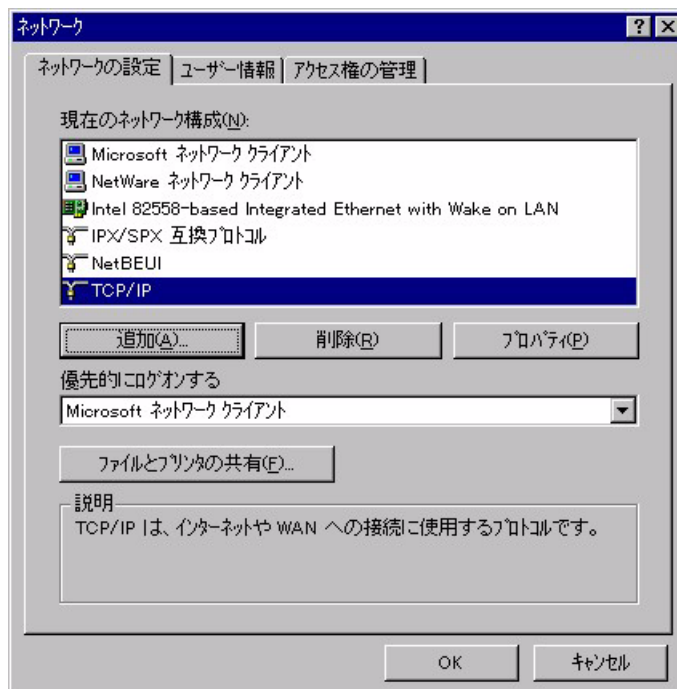 ネットワーク
ネットワークの設定 ユーザー情報 アクセス権の管理
現在のネットワーク構成(N):
Microsoft ネットワーク クライアント
NetWare ネットワーク クライアント
Intel 82558-based Integrated Ethernet with Wake on LAN
IPX/SPX 互換プロトコル
NetBEUI
TCP/IP
追加(A)... 削除(R) プロパティ(P)
優先的にログオンする
Microsoft ネットワーク クライアント
ファイルとプリンタの共有(F)...
説明
TCP/IP は、インターネットや WAN への接続に使用するプロトコルです。
OK キャンセル